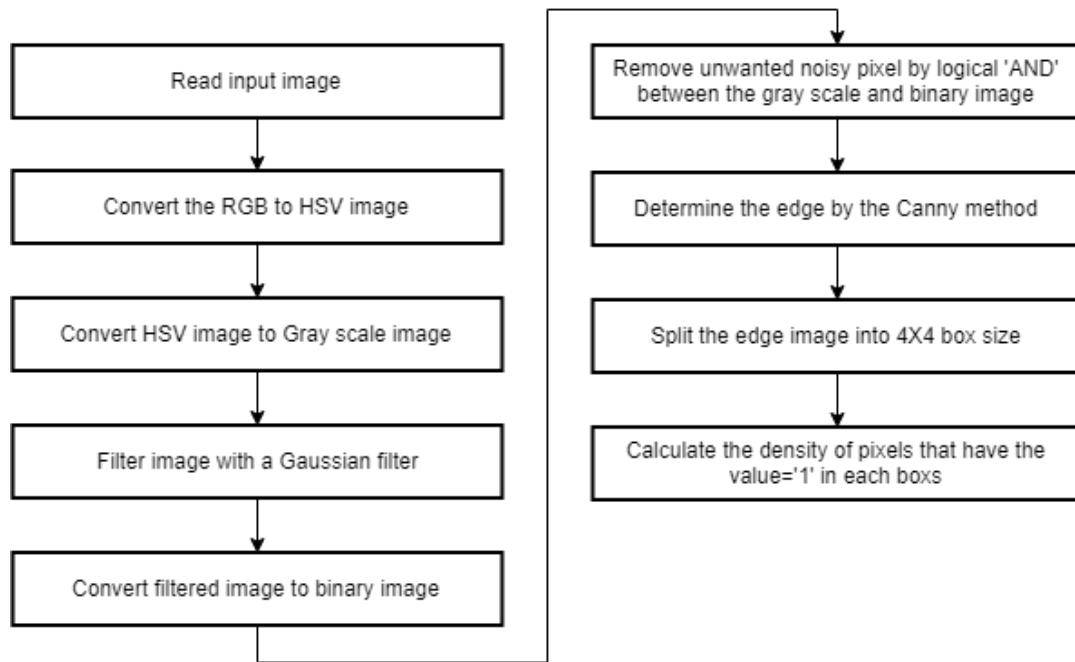 Read input image
Convert the RGB to HSV image
Convert HSV image to Gray scale image
Filter image with a Gaussian filter
Convert filtered image to binary image
Remove unwanted noisy pixel by logical 'AND'
between the gray scale and binary image
Determine the edge by the Canny method
Split the edge image into 4X4 box size
Calculate the density of pixels that have the
value='1' in each boxs